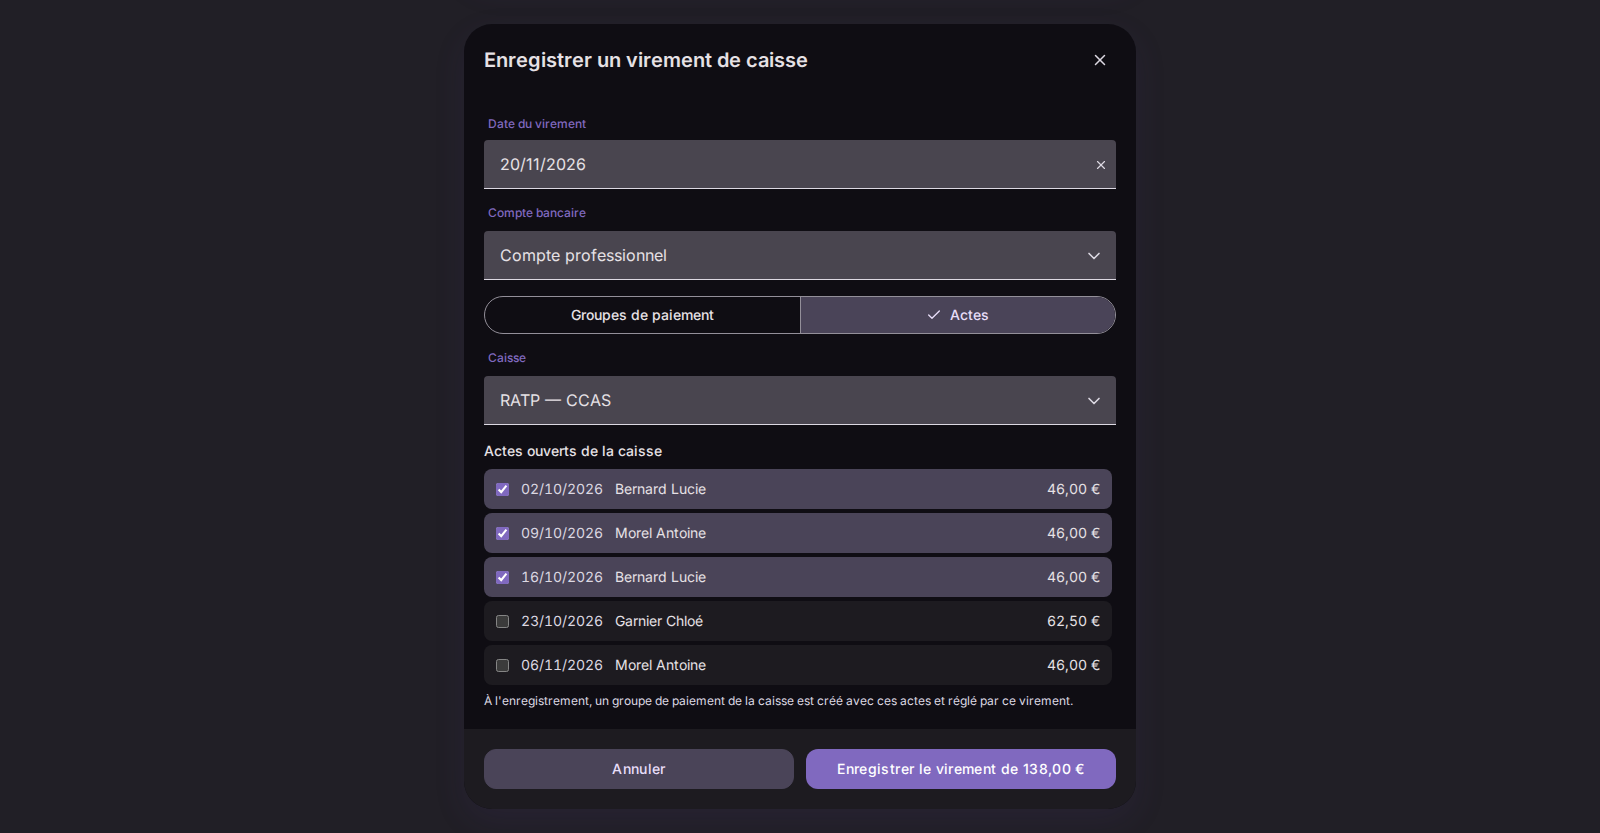 Enregistrer un virement de caisse
Date du virement
20/11/2026
Compte bancaire
Compte professionnel
Groupes de paiement
Actes
Caisse
RATP — CCAS
Actes ouverts de la caisse
02/10/2026 Bernard Lucie 46,00 €
09/10/2026 Morel Antoine 46,00 €
16/10/2026 Bernard Lucie 46,00 €
23/10/2026 Garnier Chloé 62,50 €
06/11/2026 Morel Antoine 46,00 €
À l'enregistrement, un groupe de paiement de la caisse est créé avec ces actes et réglé par ce virement.
Annuler
Enregistrer le virement de 138,00 €